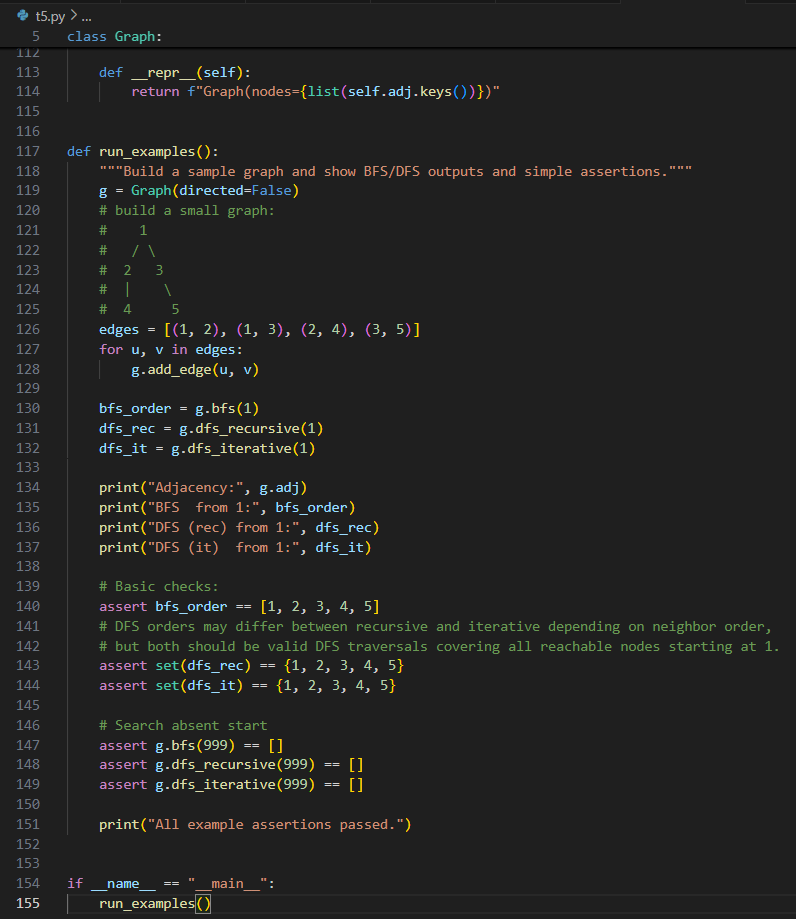 t5.py > ...
5 class Graph:
112
113     def __repr__(self):
114         return f"Graph(nodes={list(self.adj.keys())})"
115
116
117 def run_examples():
118     """Build a sample graph and show BFS/DFS outputs and simple assertions."""
119     g = Graph(directed=False)
120     # build a small graph:
121     #    1
122     #   / \
123     #  2   3
124     #  |    \
125     #  4     5
126     edges = [(1, 2), (1, 3), (2, 4), (3, 5)]
127     for u, v in edges:
128         g.add_edge(u, v)
129
130     bfs_order = g.bfs(1)
131     dfs_rec = g.dfs_recursive(1)
132     dfs_it = g.dfs_iterative(1)
133
134     print("Adjacency:", g.adj)
135     print("BFS  from 1:", bfs_order)
136     print("DFS (rec) from 1:", dfs_rec)
137     print("DFS (it)  from 1:", dfs_it)
138
139     # Basic checks:
140     assert bfs_order == [1, 2, 3, 4, 5]
141     # DFS orders may differ between recursive and iterative depending on neighbor order,
142     # but both should be valid DFS traversals covering all reachable nodes starting at 1.
143     assert set(dfs_rec) == {1, 2, 3, 4, 5}
144     assert set(dfs_it) == {1, 2, 3, 4, 5}
145
146     # Search absent start
147     assert g.bfs(999) == []
148     assert g.dfs_recursive(999) == []
149     assert g.dfs_iterative(999) == []
150
151     print("All example assertions passed.")
152
153
154 if __name__ == "__main__":
155     run_examples()